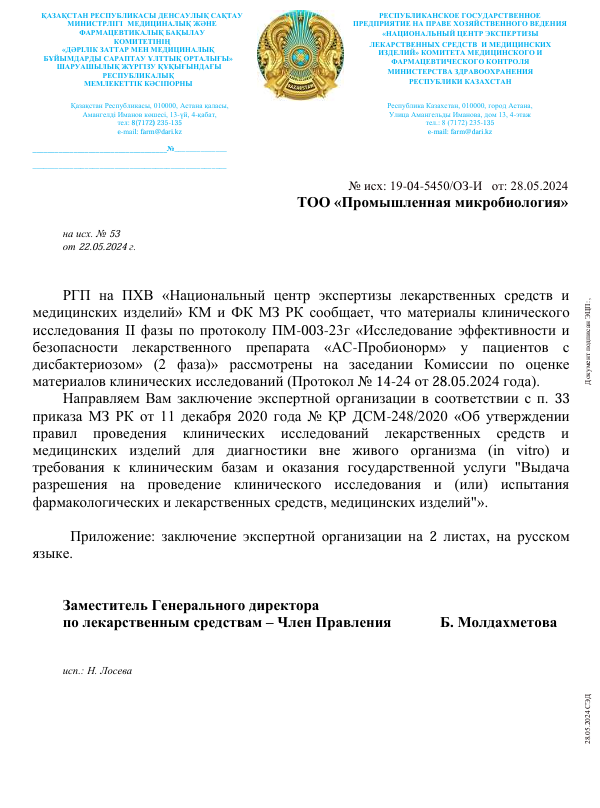 ҚАЗАҚСТАН РЕСПУБЛИКАСЫ ДЕНСАУЛЫҚ САҚТАУ
МИНИСТРЛІГІ МЕДИЦИНАЛЫҚ ЖӘНЕ
ФАРМАЦЕВТИКАЛЫҚ БАҚЫЛАУ
КОМИТЕТІНІҢ
«ДӘРІЛІК ЗАТТАР МЕН МЕДИЦИНАЛЫҚ
БҰЙЫМДАРДЫ САРАПТАУ ҰЛТТЫҚ ОРТАЛЫҒЫ»
ШАРУАШЫЛЫҚ ЖҮРГІЗУ ҚҰҚЫҒЫНДАҒЫ
РЕСПУБЛИКАЛЫҚ
МЕМЛЕКЕТТІК КӘСІПОРНЫ
Қазақстан Республикасы, 010000, Астана қаласы,
Амангелді Иманов көшесі, 13-үй, 4-қабат,
тел: 8(7172) 235-135
e-mail: farm@dari.kz
№
РЕСПУБЛИКАНСКОЕ ГОСУДАРСТВЕННОЕ
ПРЕДПРИЯТИЕ НА ПРАВЕ ХОЗЯЙСТВЕННОГО ВЕДЕНИЯ
«НАЦИОНАЛЬНЫЙ ЦЕНТР ЭКСПЕРТИЗЫ
ЛЕКАРСТВЕННЫХ СРЕДСТВ И МЕДИЦИНСКИХ
ИЗДЕЛИЙ» КОМИТЕТА МЕДИЦИНСКОГО И
ФАРМАЦЕВТИЧЕСКОГО КОНТРОЛЯ
МИНИСТЕРСТВА ЗДРАВООХРАНЕНИЯ
РЕСПУБЛИКИ КАЗАХСТАН
Республика Казахстан, 010000, город Астана,
Улица Амангельды Иманова, дом 13, 4-этаж
тел.: 8 (7172) 235-135
e-mail: farm@dari.kz
№ исх: 19-04-5450/ОЗ-И от: 28.05.2024
ТОО «Промышленная микробиология»
на исх. № 53
от 22.05.2024 г.
РГП на ПХВ «Национальный центр экспертизы лекарственных средств и
медицинских изделий» КМ и ФК МЗ РК сообщает, что материалы клинического
исследования II фазы по протоколу ПМ-003-23г «Исследование эффективности и
безопасности лекарственного препарата «АС-Пробионорм» у пациентов с
дисбактериозом» (2 фаза)» рассмотрены на заседании Комиссии по оценке
материалов клинических исследований (Протокол № 14-24 от 28.05.2024 года).
Направляем Вам заключение экспертной организации в соответствии с п. 33
приказа МЗ РК от 11 декабря 2020 года № ҚР ДСМ-248/2020 «Об утверждении
правил проведения клинических исследований лекарственных средств и
медицинских изделий для диагностики вне живого организма (in vitro) и
требования к клиническим базам и оказания государственной услуги "Выдача
разрешения на проведение клинического исследования и (или) испытания
фармакологических и лекарственных средств, медицинских изделий"».
Приложение: заключение экспертной организации на 2 листах, на русском
языке.
Заместитель Генерального директора
по лекарственным средствам – Член Правления Б. Молдахметова
исп.: Н. Лосева
Документ подписан ЭЦП: ,
28.05.2024 СЭД